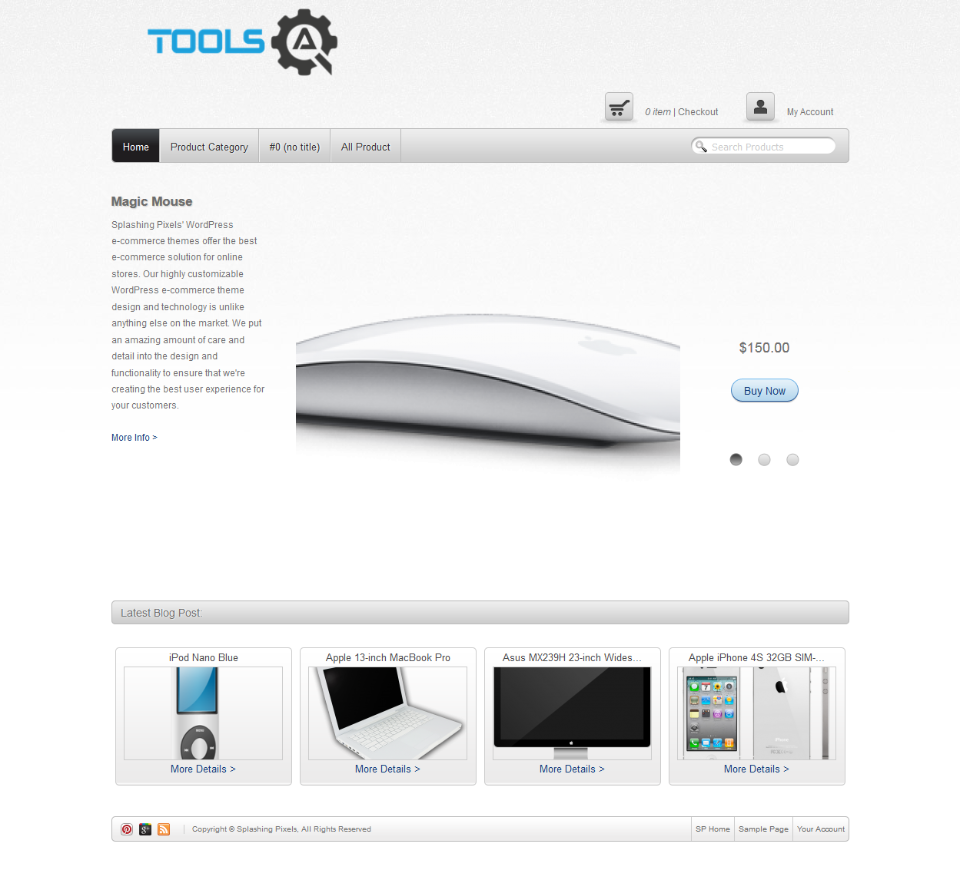 TOOLS QA
0 item | Checkout
My Account
Home
Product Category
#0 (no title)
All Product
Search Products
Magic Mouse
Splashing Pixels' WordPress
e-commerce themes offer the best
e-commerce solution for online
stores. Our highly customizable
WordPress e-commerce theme
design and technology is unlike
anything else on the market. We put
an amazing amount of care and
detail into the design and
functionality to ensure that we're
creating the best user experience for
your customers.
More Info >
$150.00
Buy Now
Latest Blog Post
iPod Nano Blue
Apple 13-inch MacBook Pro
Asus MX239H 23-inch Wides...
Apple iPhone 4S 32GB SIM-...
More Details >
More Details >
More Details >
More Details >
Copyright © Splashing Pixels. All Rights Reserved
SP Home
Sample Page
Your Account